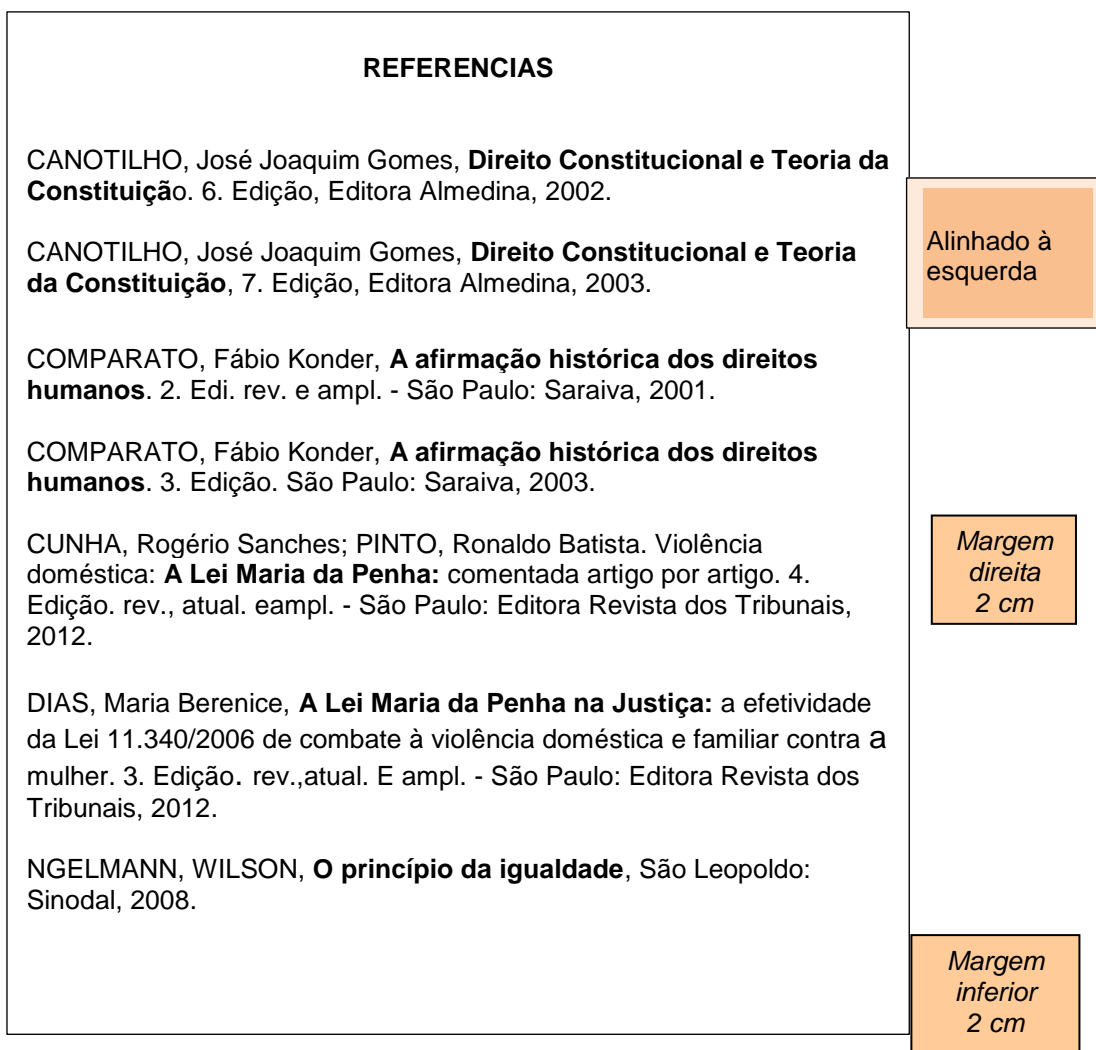 REFERENCIAS
CANOTILHO, José Joaquim Gomes, Direito Constitucional e Teoria da
Constituição. 6. Edição, Editora Almedina, 2002.
CANOTILHO, José Joaquim Gomes, Direito Constitucional e Teoria
da Constituição, 7. Edição, Editora Almedina, 2003.
Alinhado à
esquerda
COMPARATO, Fábio Konder, A afirmação histórica dos direitos
humanos. 2. Edi. rev. e ampl. - São Paulo: Saraiva, 2001.
COMPARATO, Fábio Konder, A afirmação histórica dos direitos
humanos. 3. Edição. São Paulo: Saraiva, 2003.
CUNHA, Rogério Sanches; PINTO, Ronaldo Batista. Violência
doméstica: A Lei Maria da Penha: comentada artigo por artigo. 4.
Edição. rev., atual. eampl. - São Paulo: Editora Revista dos Tribunais,
2012.
Margem
direita
2 cm
DIAS, Maria Berenice, A Lei Maria da Penha na Justiça: a efetividade
da Lei 11.340/2006 de combate à violência doméstica e familiar contra a
mulher. 3. Edição. rev.,atual. E ampl. - São Paulo: Editora Revista dos
Tribunais, 2012.
NGELMANN, WILSON, O princípio da igualdade, São Leopoldo:
Sinodal, 2008.
Margem
inferior
2 cm